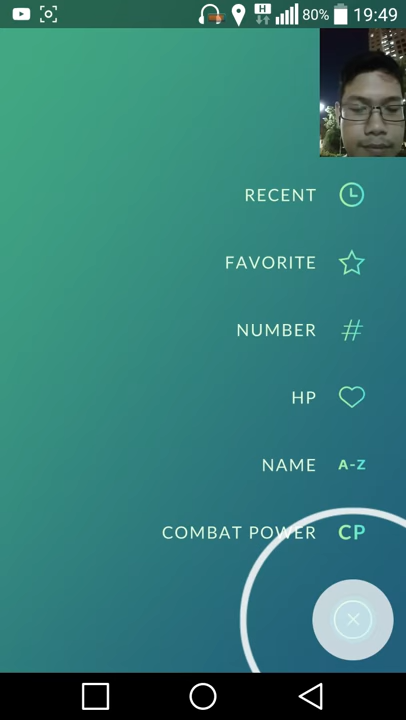 H 80% 19:49
RECENT
FAVORITE
NUMBER #
HP
NAME A-Z
COMBAT POWER CP